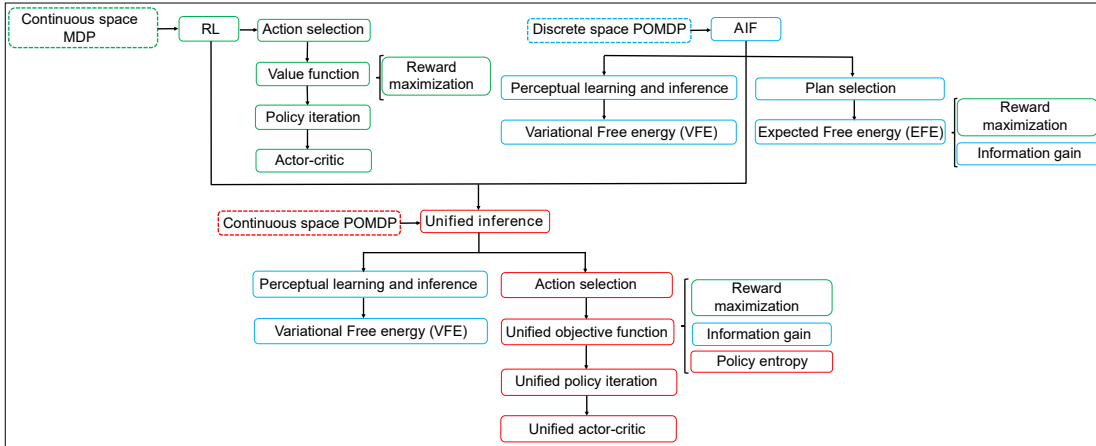 Continuous space
MDP
RL
Action selection
Value function
Reward
maximization
Policy iteration
Actor-critic
Discrete space POMDP
AIF
Perceptual learning and inference
Variational Free energy (VFE)
Plan selection
Expected Free energy (EFE)
Reward
maximization
Information gain
Continuous space POMDP
Unified inference
Perceptual learning and inference
Variational Free energy (VFE)
Action selection
Unified objective function
Reward
maximization
Information gain
Policy entropy
Unified policy iteration
Unified actor-critic